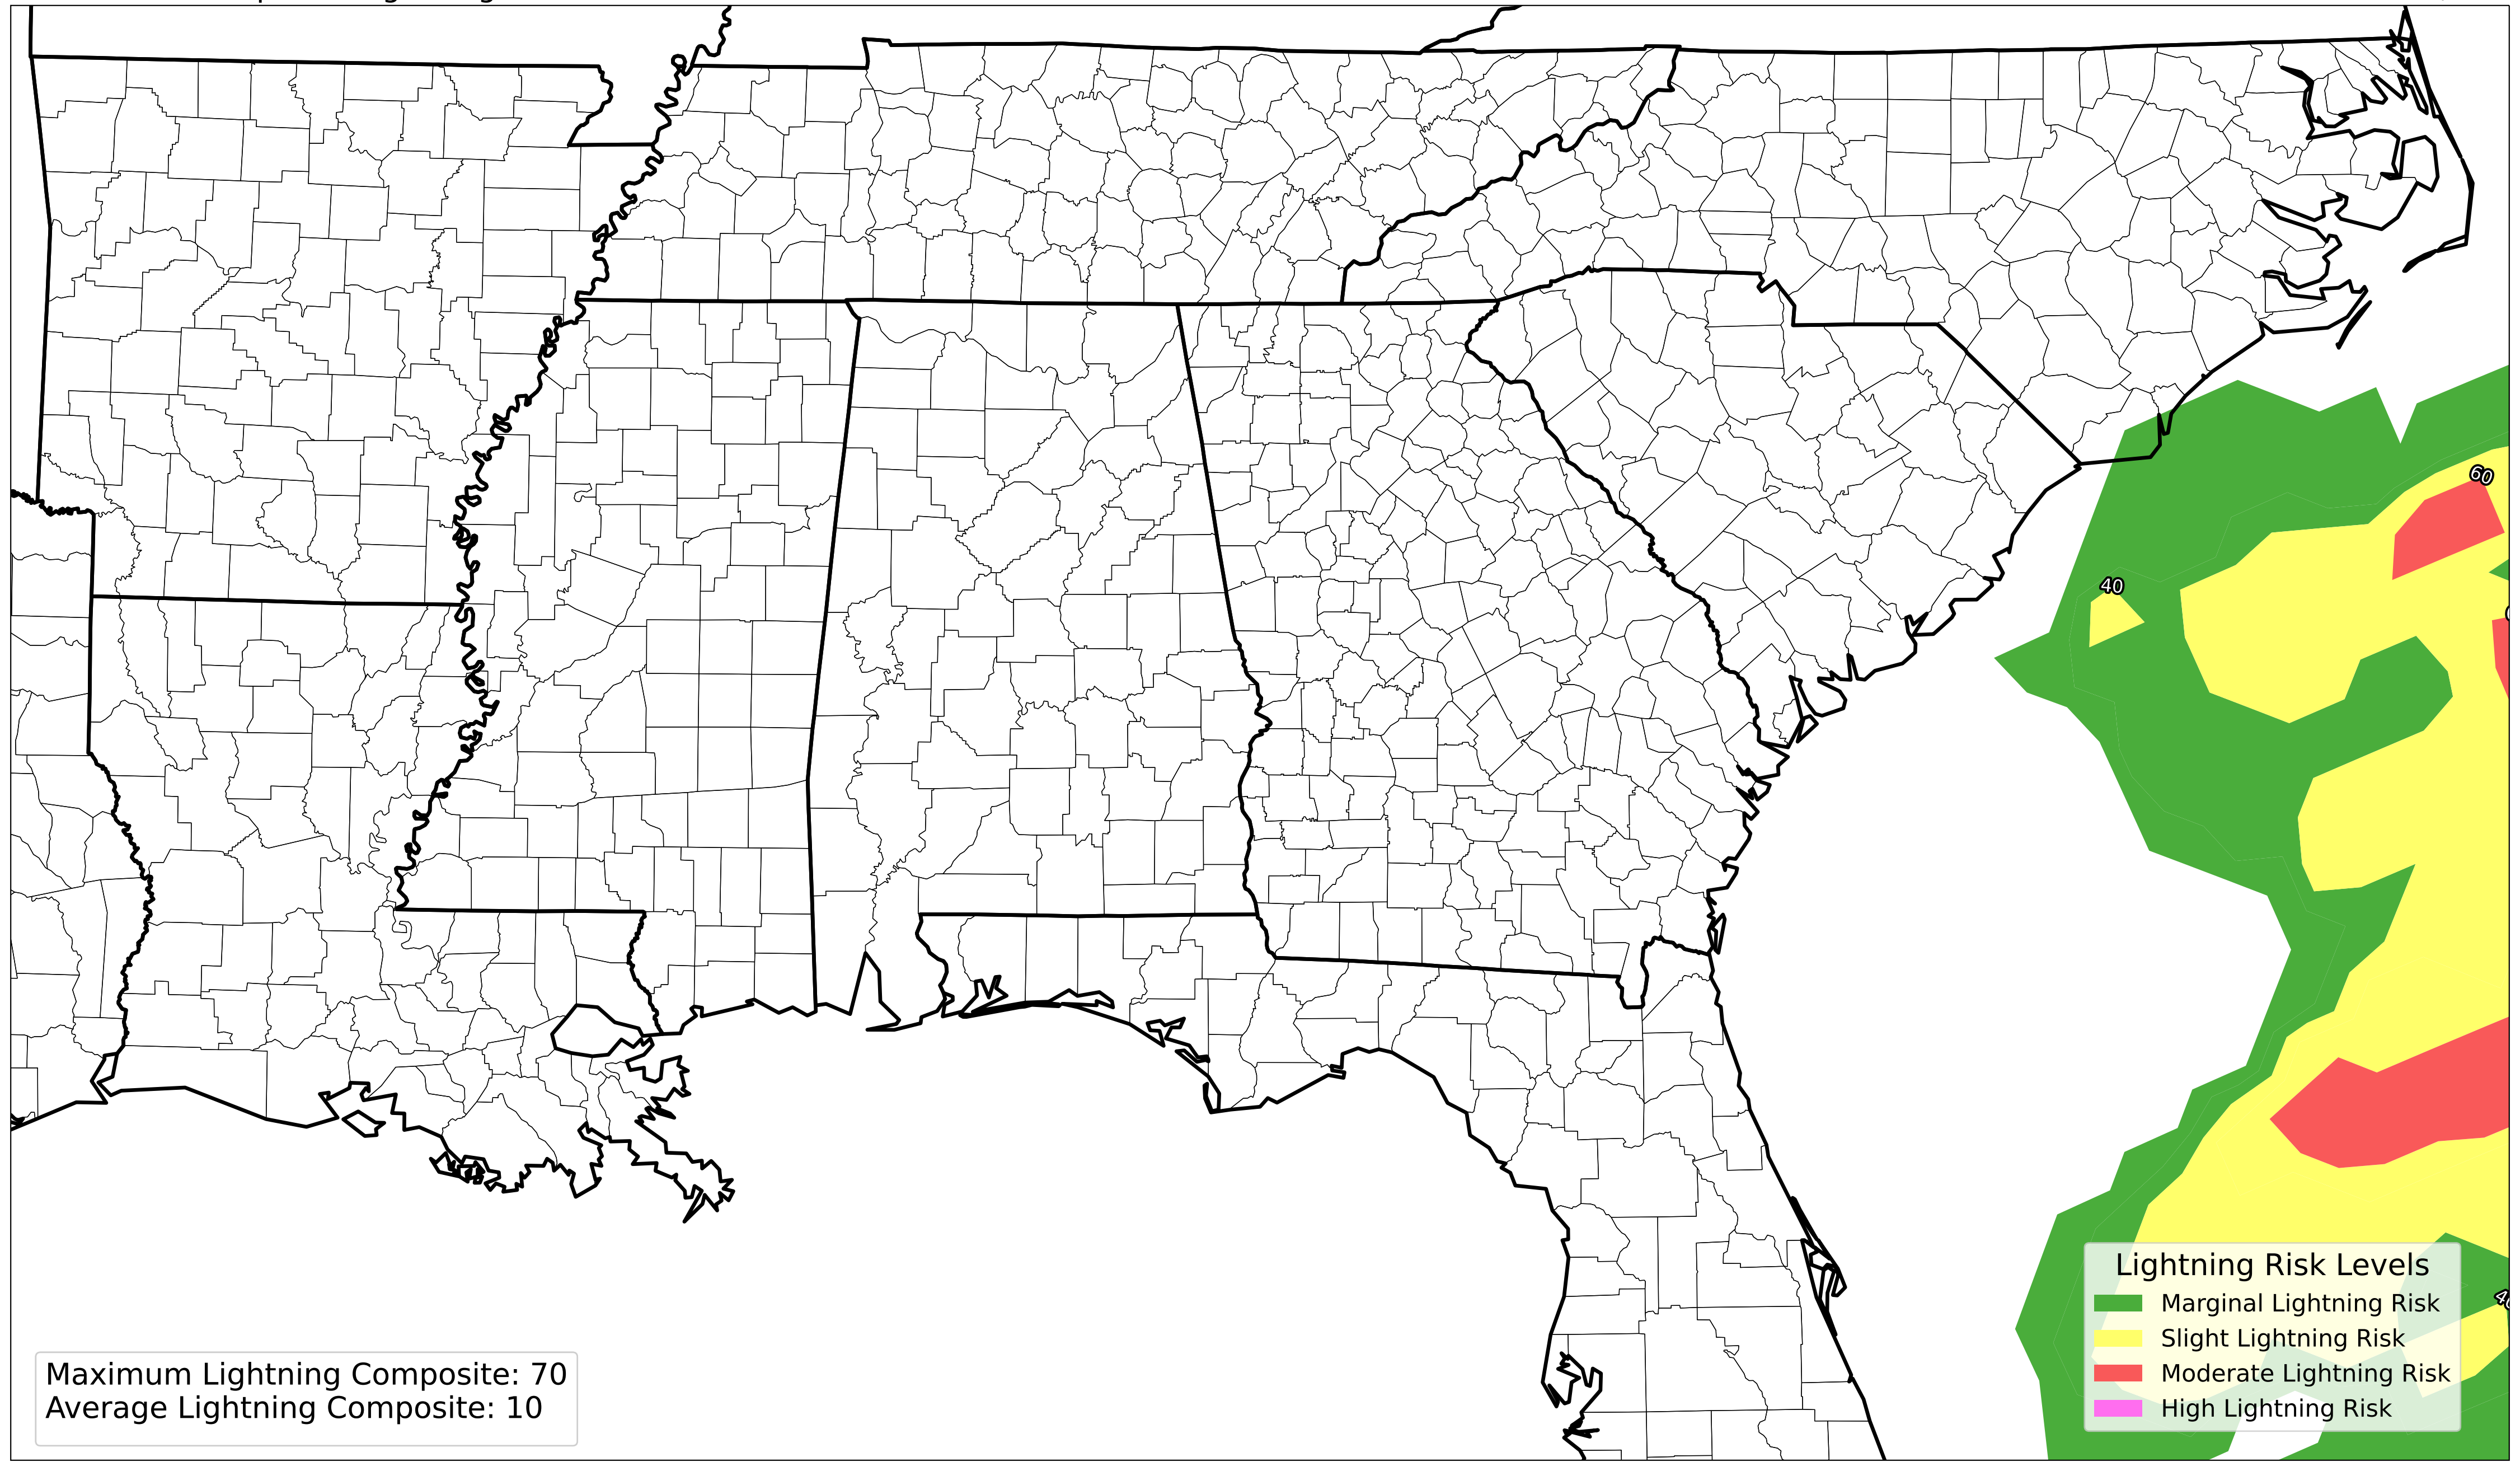 60
40
Lightning Risk Levels
Marginal Lightning Risk
Slight Lightning Risk
Moderate Lightning Risk
High Lightning Risk
Maximum Lightning Composite: 70
Average Lightning Composite: 10